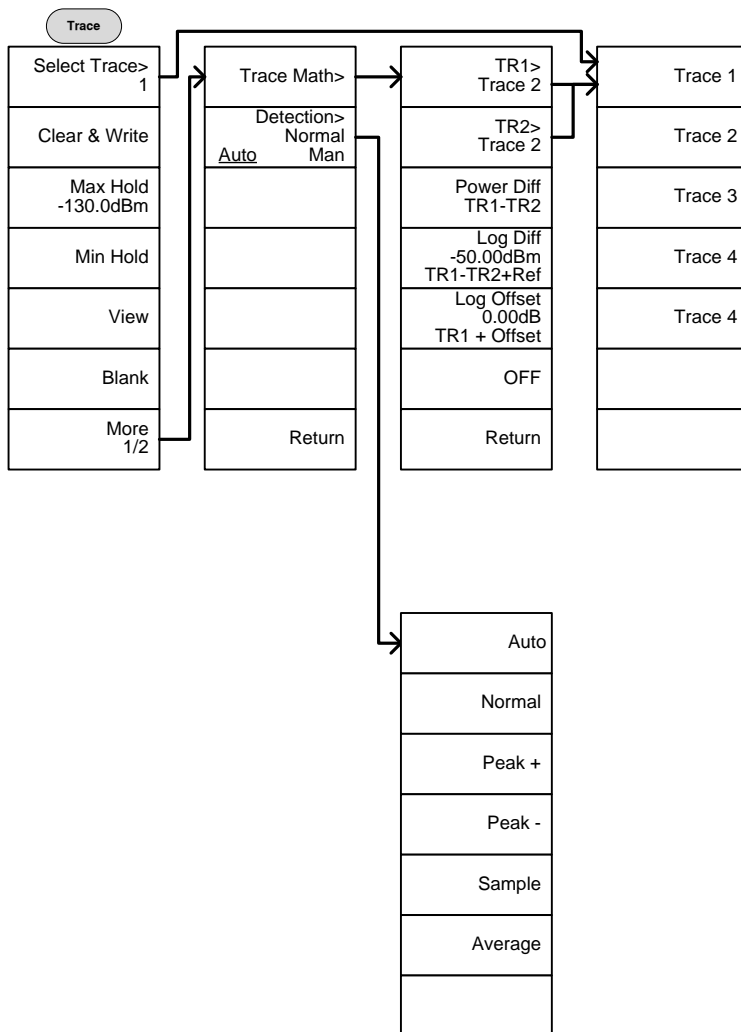 Trace
Select Trace>
1
Clear & Write
Max Hold
-130.0dBm
Min Hold
View
Blank
More
1/2
Trace Math>
Detection>
Normal
Auto Man
Return
TR1>
Trace 2
TR2>
Trace 2
Power Diff
TR1-TR2
Log Diff
-50.00dBm
TR1-TR2+Ref
Log Offset
0.00dB
TR1 + Offset
OFF
Return
Trace 1
Trace 2
Trace 3
Trace 4
Trace 4
Auto
Normal
Peak +
Peak -
Sample
Average